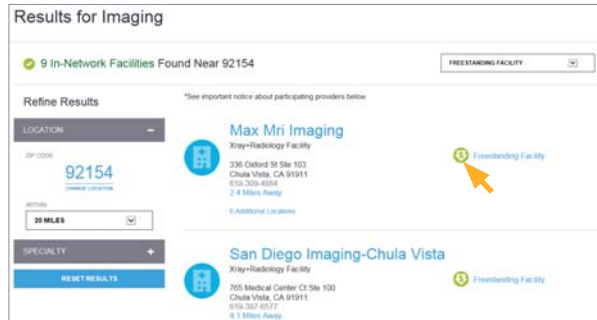 Results for Imaging
9 In-Network Facilities Found Near 92154
FREESTANDING FACILITY
Refine Results
*See important notice about participating providers below
LOCATION
ZIP CODE
92154
CHANGE LOCATION
WITHIN
20 MILES
SPECIALTY
RESET RESULTS
Max Mri Imaging
Xray+Radiology Facility
336 Oxford St Ste 103
Chula Vista, CA 91911
2.4 Miles Away
6 Additional Locations
Freestanding Facility
San Diego Imaging-Chula Vista
Xray+Radiology Facility
765 Medical Center Ct Ste 100
Chula Vista, CA 91911
619-397-6577
4.1 Miles Away
Freestanding Facility